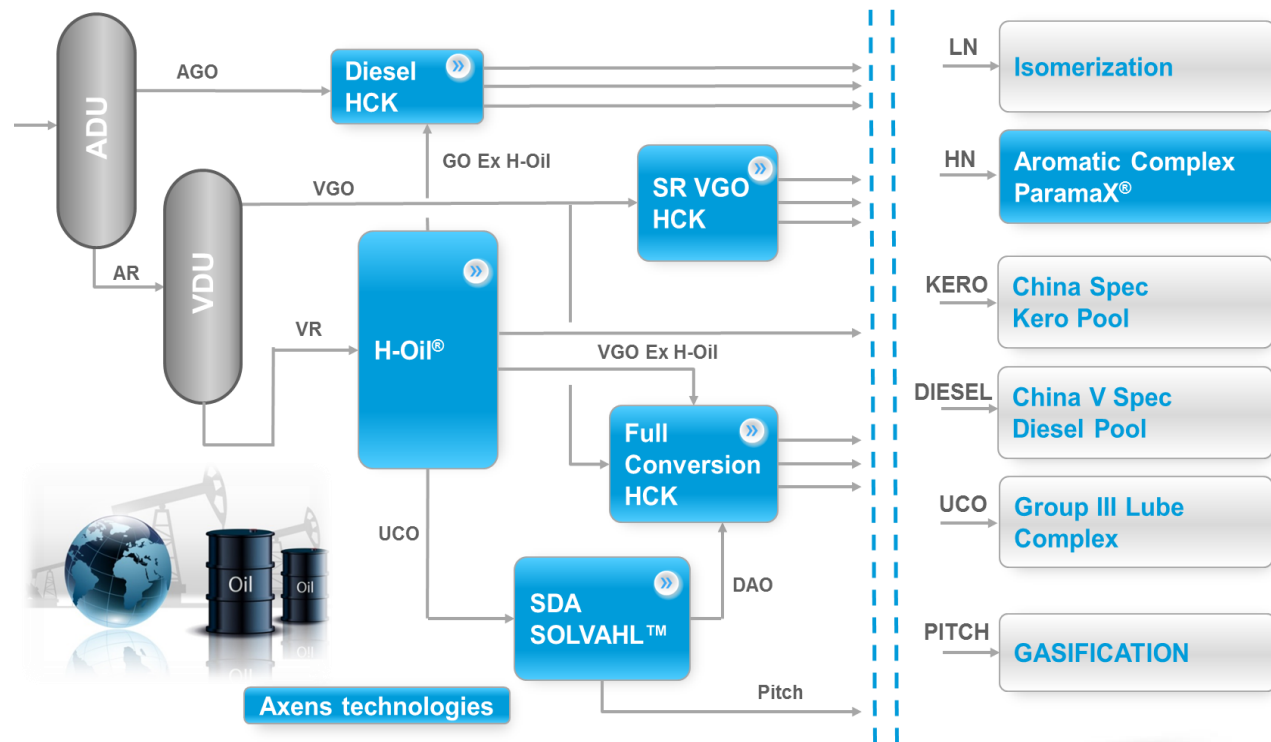 ADU
AGO
Diesel
HCK
GO Ex H-Oil
VGO
SR VGO
HCK
AR
VDU
VR
H-Oil®
VGO Ex H-Oil
Full
Conversion
HCK
UCO
DAO
SDA
SOLVAHL™
Pitch
Oil
Oil
Oil
Oil
Axens technologies
LN
Isomerization
HN
Aromatic Complex
ParamaX®
KERO
China Spec
Kero Pool
DIESEL
China V Spec
Diesel Pool
UCO
Group III Lube
Complex
PITCH
GASIFICATION